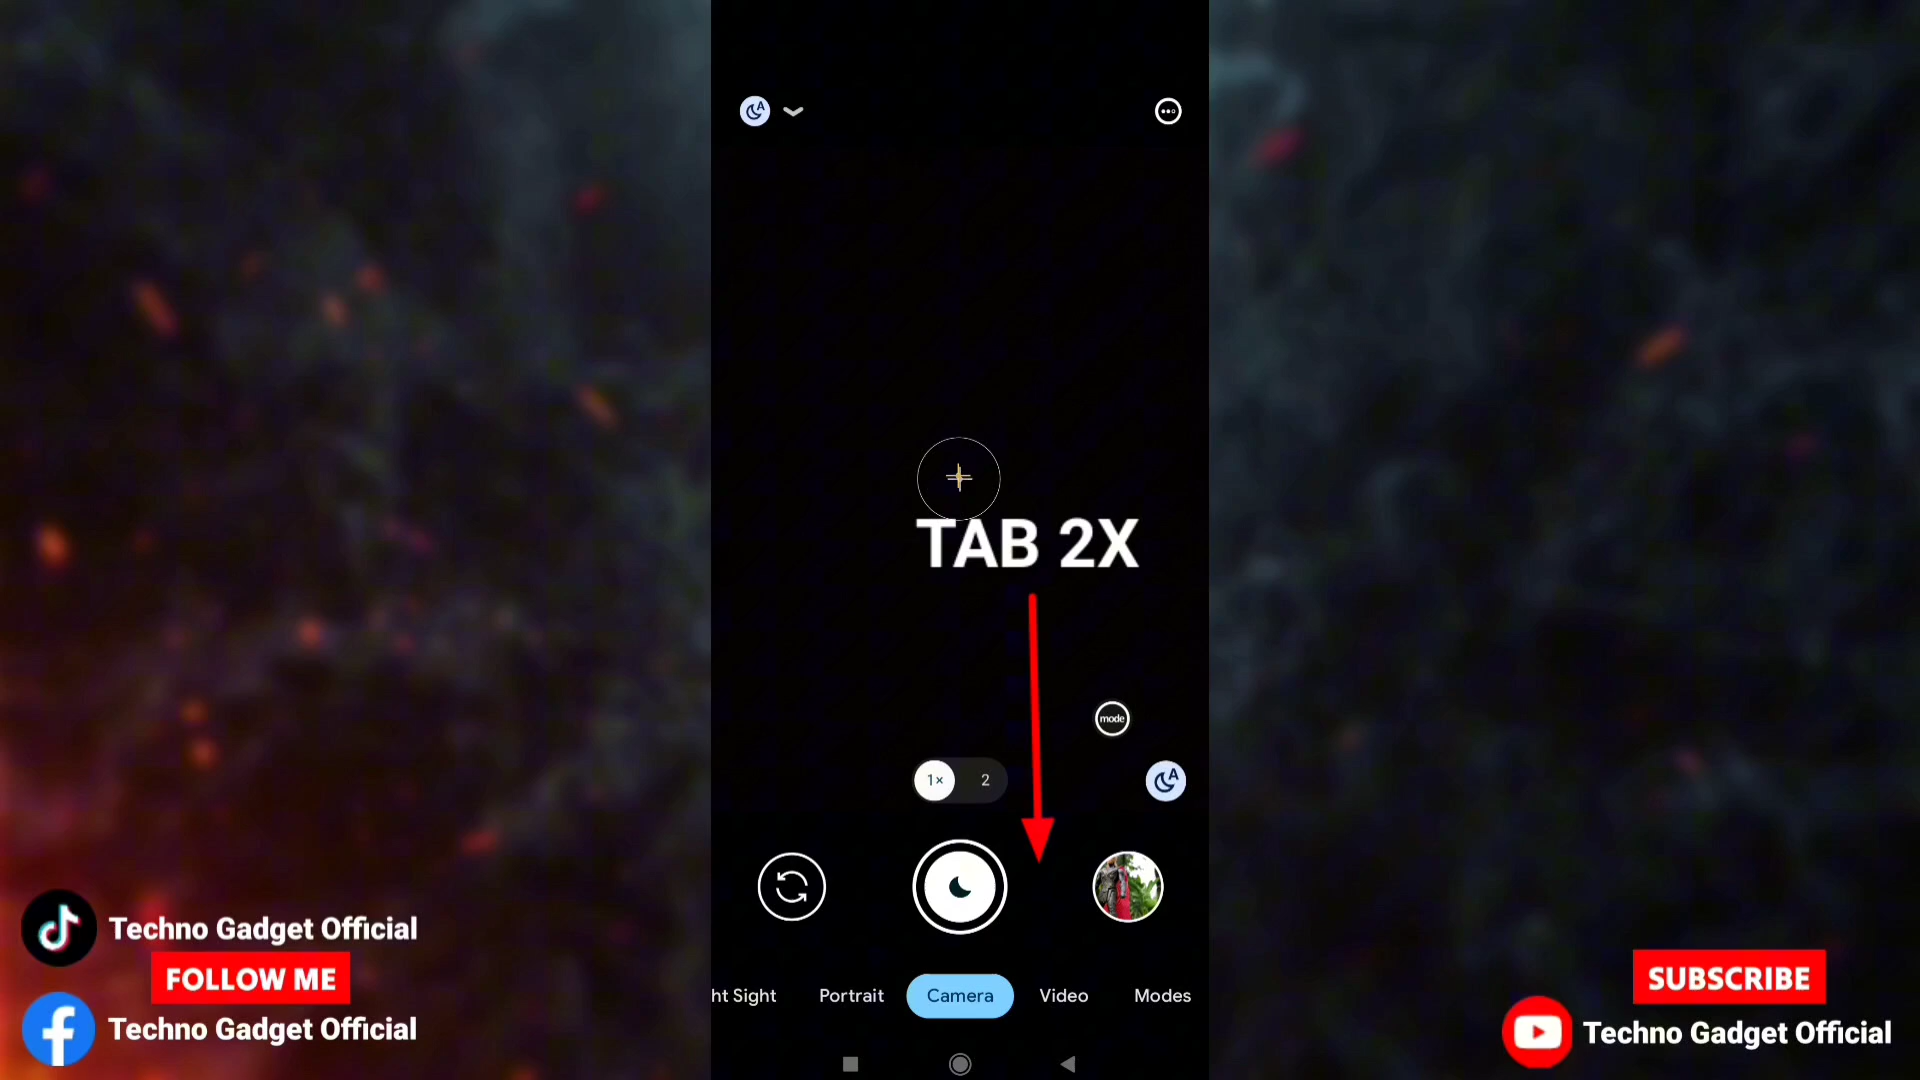 A
TAB 2X
mode
1× 2
A
ht Sight Portrait Camera Video Modes
Techno Gadget Official
FOLLOW ME
Techno Gadget Official
SUBSCRIBE
Techno Gadget Official